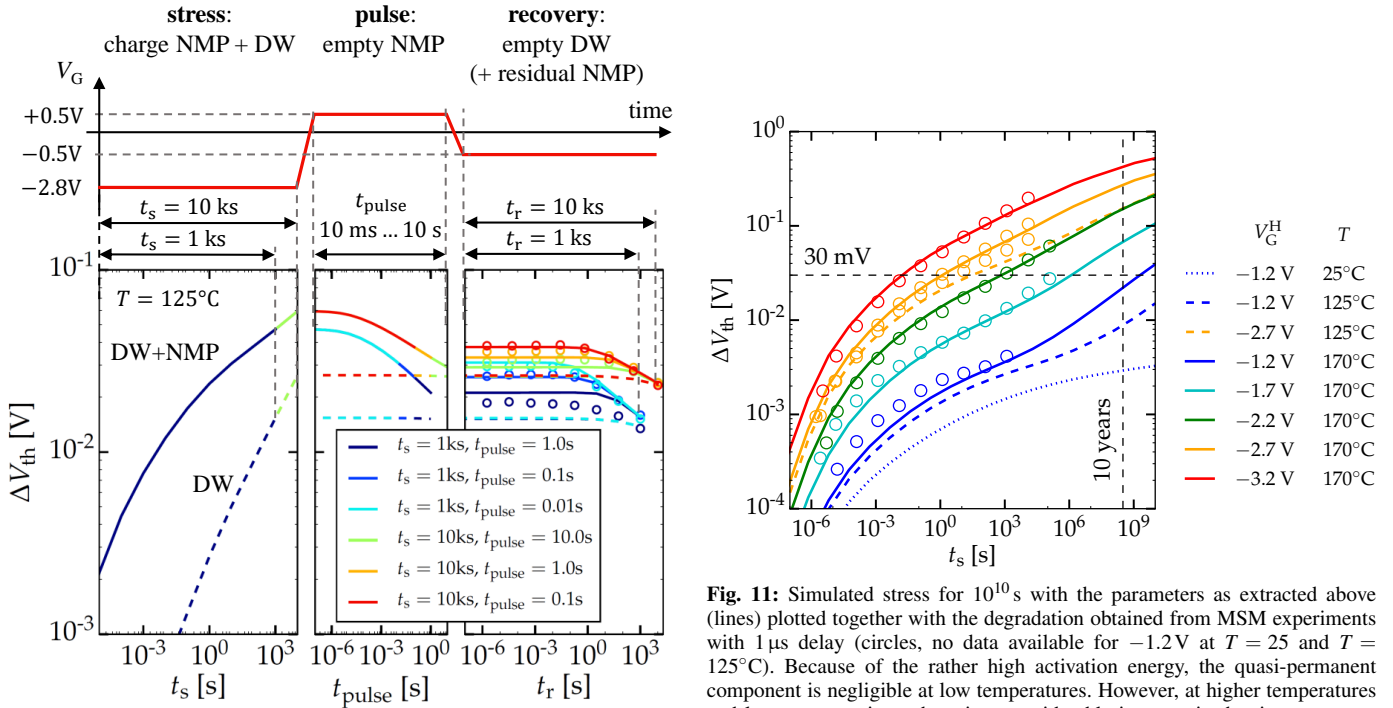 stress:
charge NMP + DW
pulse:
empty NMP
recovery:
empty DW
(+ residual NMP)
V_G
time
+0.5V
−0.5V
−2.8V
t_s = 10 ks
t_s = 1 ks
t_pulse
10 ms ... 10 s
t_r = 10 ks
t_r = 1 ks
10^−1
10^−2
10^−3
ΔV_th [V]
T = 125°C
DW+NMP
DW
t_s = 1ks, t_pulse = 1.0s
t_s = 1ks, t_pulse = 0.1s
t_s = 1ks, t_pulse = 0.01s
t_s = 10ks, t_pulse = 10.0s
t_s = 10ks, t_pulse = 1.0s
t_s = 10ks, t_pulse = 0.1s
10^−3 10^0 10^3
10^−3 10^0
10^−3 10^0 10^3
t_s [s]
t_pulse [s]
t_r [s]
10^0
10^−1
10^−2
10^−3
10^−4
ΔV_th [V]
30 mV
10 years
10^−6 10^−3 10^0 10^3 10^6 10^9
t_s [s]
V_G^H T
−1.2 V 25°C
−1.2 V 125°C
−2.7 V 125°C
−1.2 V 170°C
−1.7 V 170°C
−2.2 V 170°C
−2.7 V 170°C
−3.2 V 170°C
Fig. 11: Simulated stress for 10^10 s with the parameters as extracted above
(lines) plotted together with the degradation obtained from MSM experiments
with 1 μs delay (circles, no data available for −1.2 V at T = 25 and T =
125°C). Because of the rather high activation energy, the quasi-permanent
component is negligible at low temperatures. However, at higher temperatures